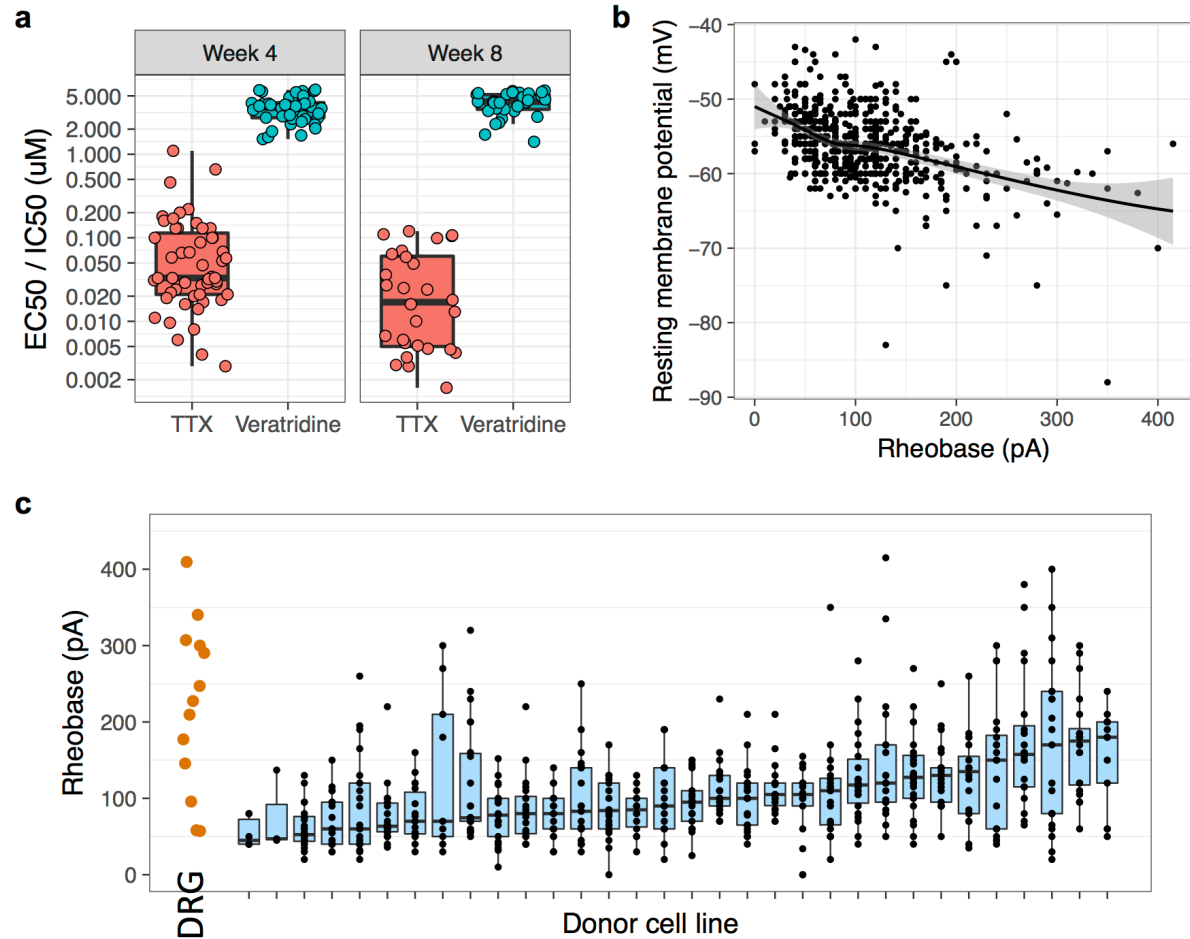 a
Week 4
Week 8
EC50 / IC50 (uM)
5.000
2.000
1.000
0.500
0.200
0.100
0.050
0.020
0.010
0.005
0.002
TTX
Veratridine
TTX
Veratridine
b
Resting membrane potential (mV)
−40
−50
−60
−70
−80
−90
0
100
200
300
400
Rheobase (pA)
c
Rheobase (pA)
400
300
200
100
0
DRG
Donor cell line